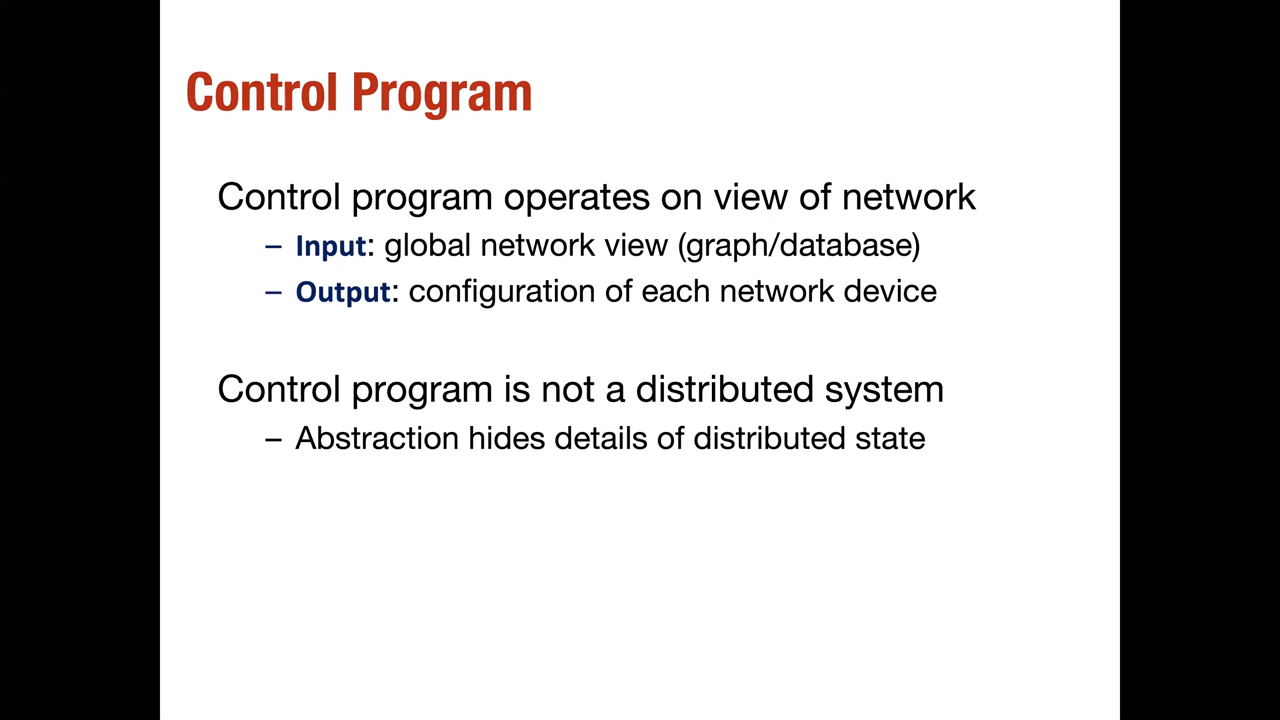 Control Program
Control program operates on view of network
– Input: global network view (graph/database)
– Output: configuration of each network device
Control program is not a distributed system
– Abstraction hides details of distributed state